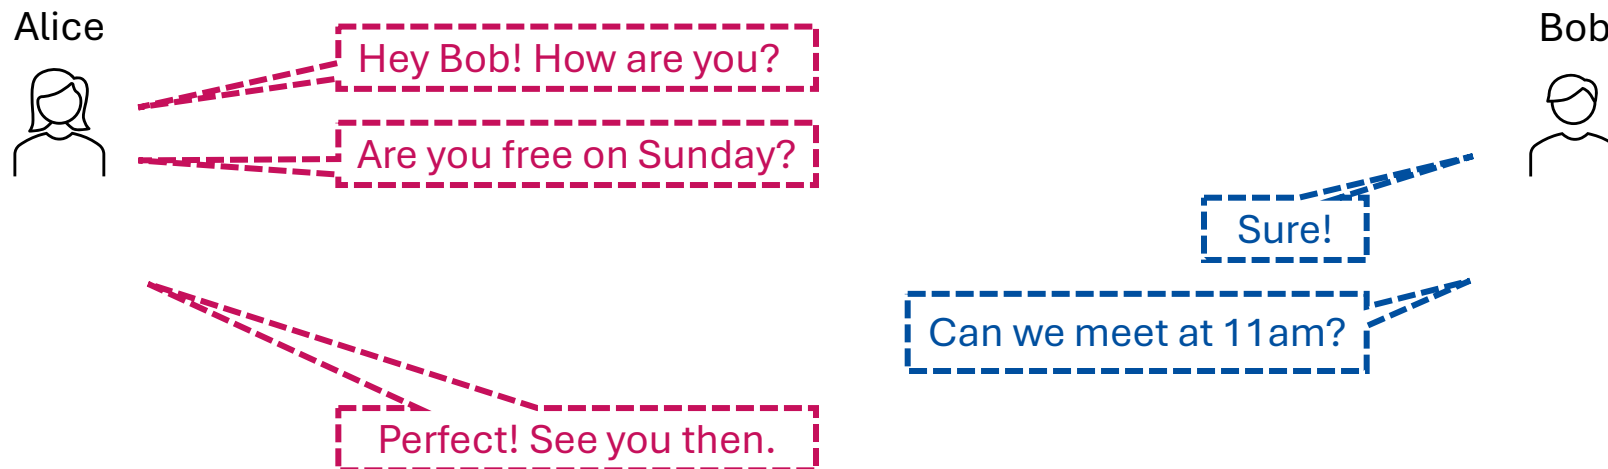 Alice
Bob
Hey Bob! How are you?
Are you free on Sunday?
Sure!
Can we meet at 11am?
Perfect! See you then.